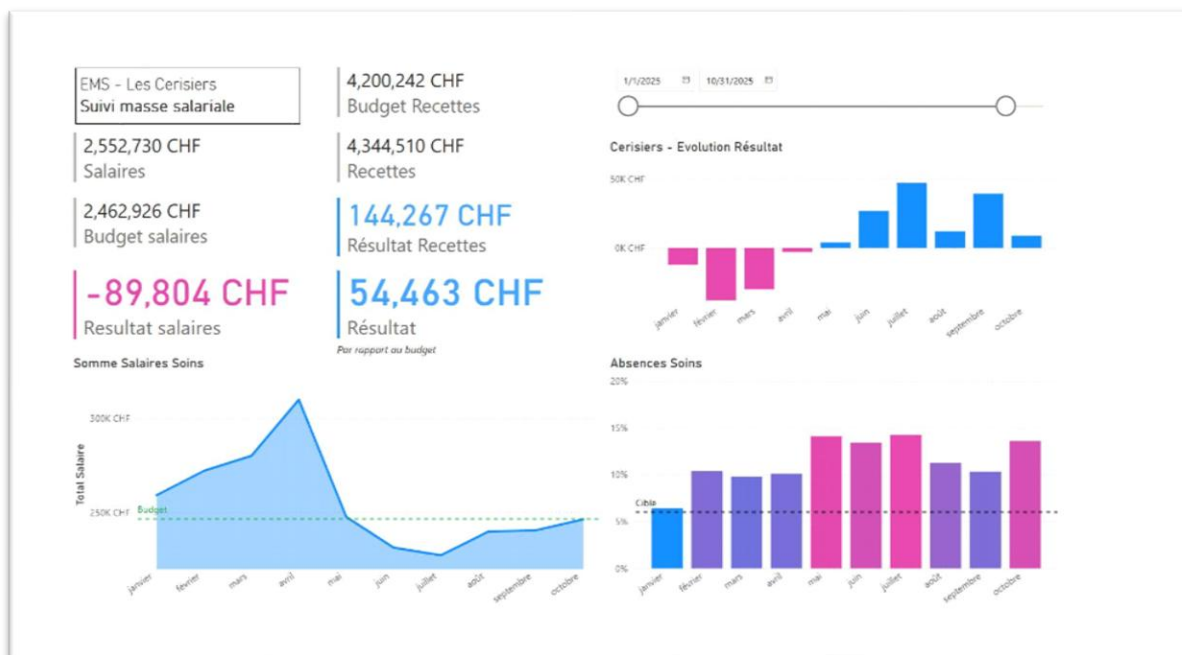 EMS - Les Cerisiers
Suivi masse salariale
2,552,730 CHF
Salaires
2,462,926 CHF
Budget salaires
-89,804 CHF
Resultat salaires
4,200,242 CHF
Budget Recettes
4,344,510 CHF
Recettes
144,267 CHF
Résultat Recettes
54,463 CHF
Résultat
Par rapport au budget
1/1/2025
10/31/2025
Cerisiers - Evolution Résultat
50K CHF
0K CHF
janvier
février
mars
avril
mai
juin
juillet
août
septembre
octobre
Somme Salaires Soins
Total Salaire
300K CHF
250K CHF
Budget
janvier
février
mars
avril
mai
juin
juillet
août
septembre
octobre
Absences Soins
20%
15%
10%
5%
0%
Cible
janvier
février
mars
avril
mai
juin
juillet
août
septembre
octobre